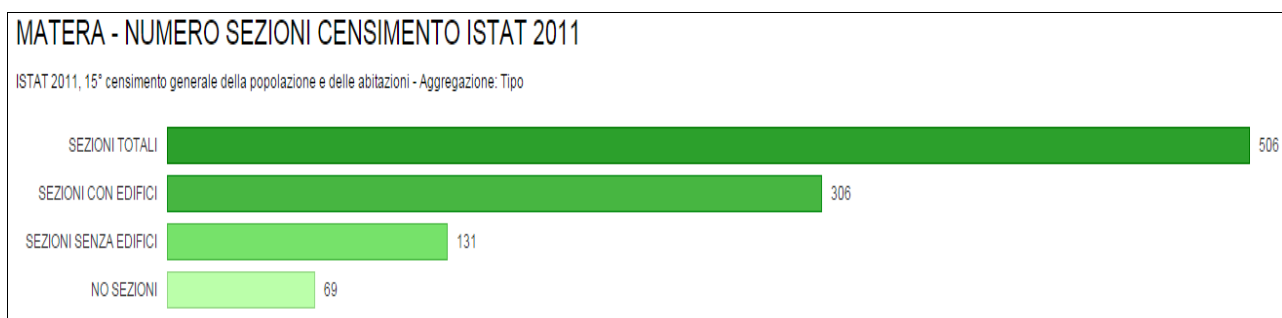 MATERA - NUMERO SEZIONI CENSIMENTO ISTAT 2011
ISTAT 2011, 15° censimento generale della popolazione e delle abitazioni - Aggregazione: Tipo
SEZIONI TOTALI 506
SEZIONI CON EDIFICI 306
SEZIONI SENZA EDIFICI 131
NO SEZIONI 69